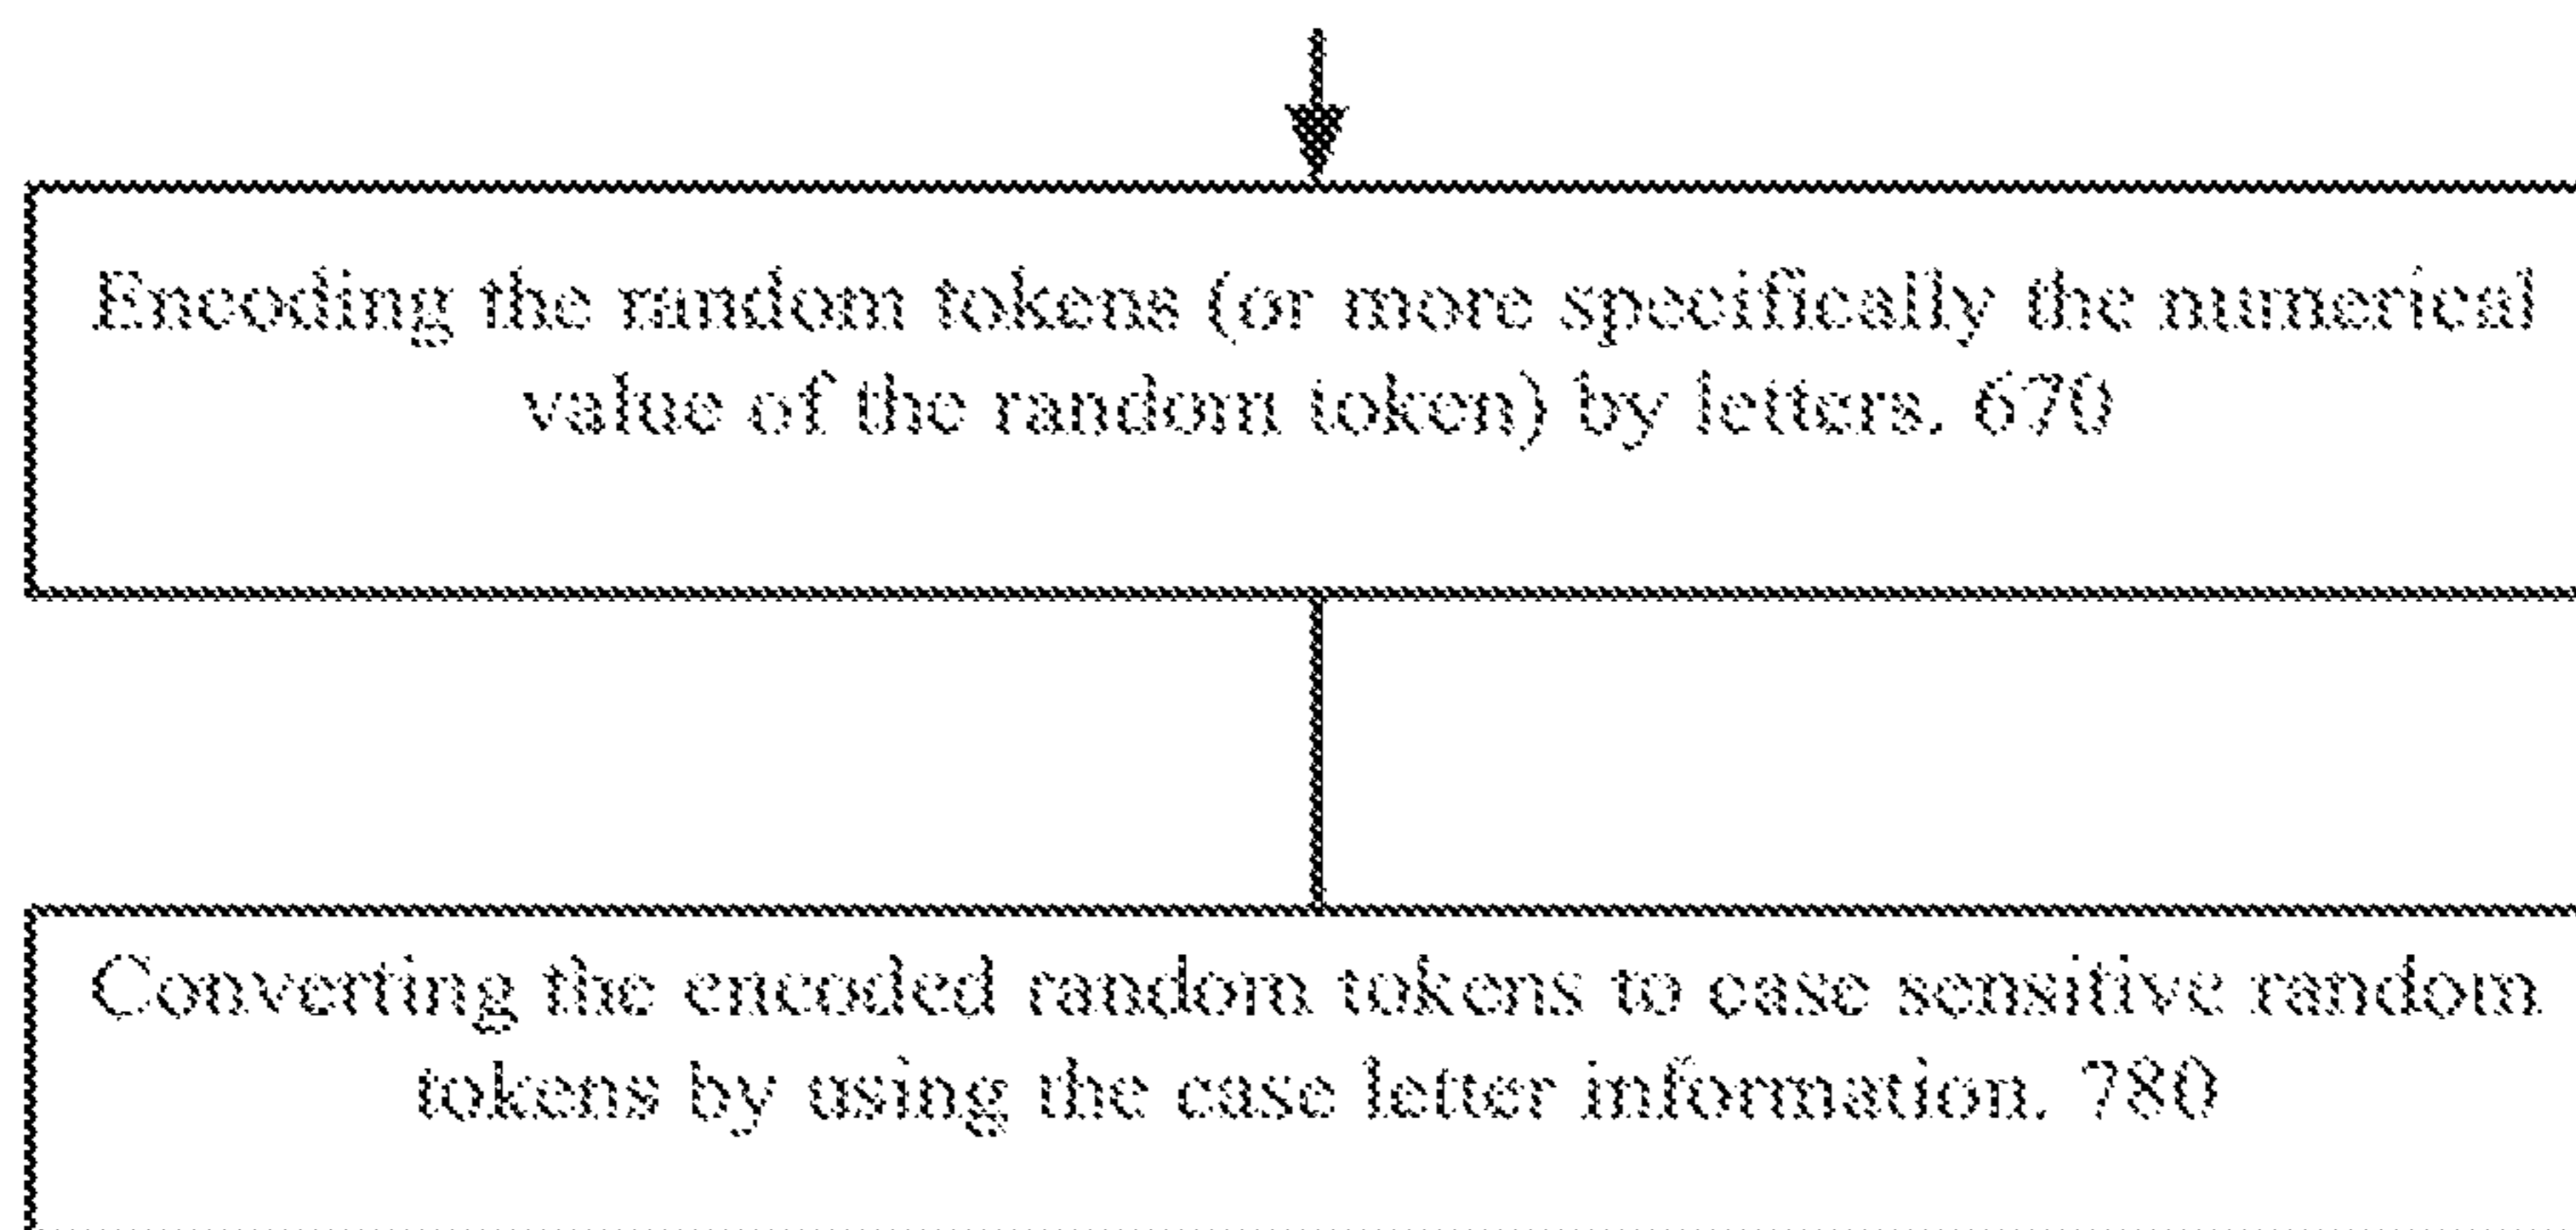 Encoding the random tokens (or more specifically the numerical
value of the random token) by letters. 670
Converting the encoded random tokens to case sensitive random
tokens by using the case letter information. 780